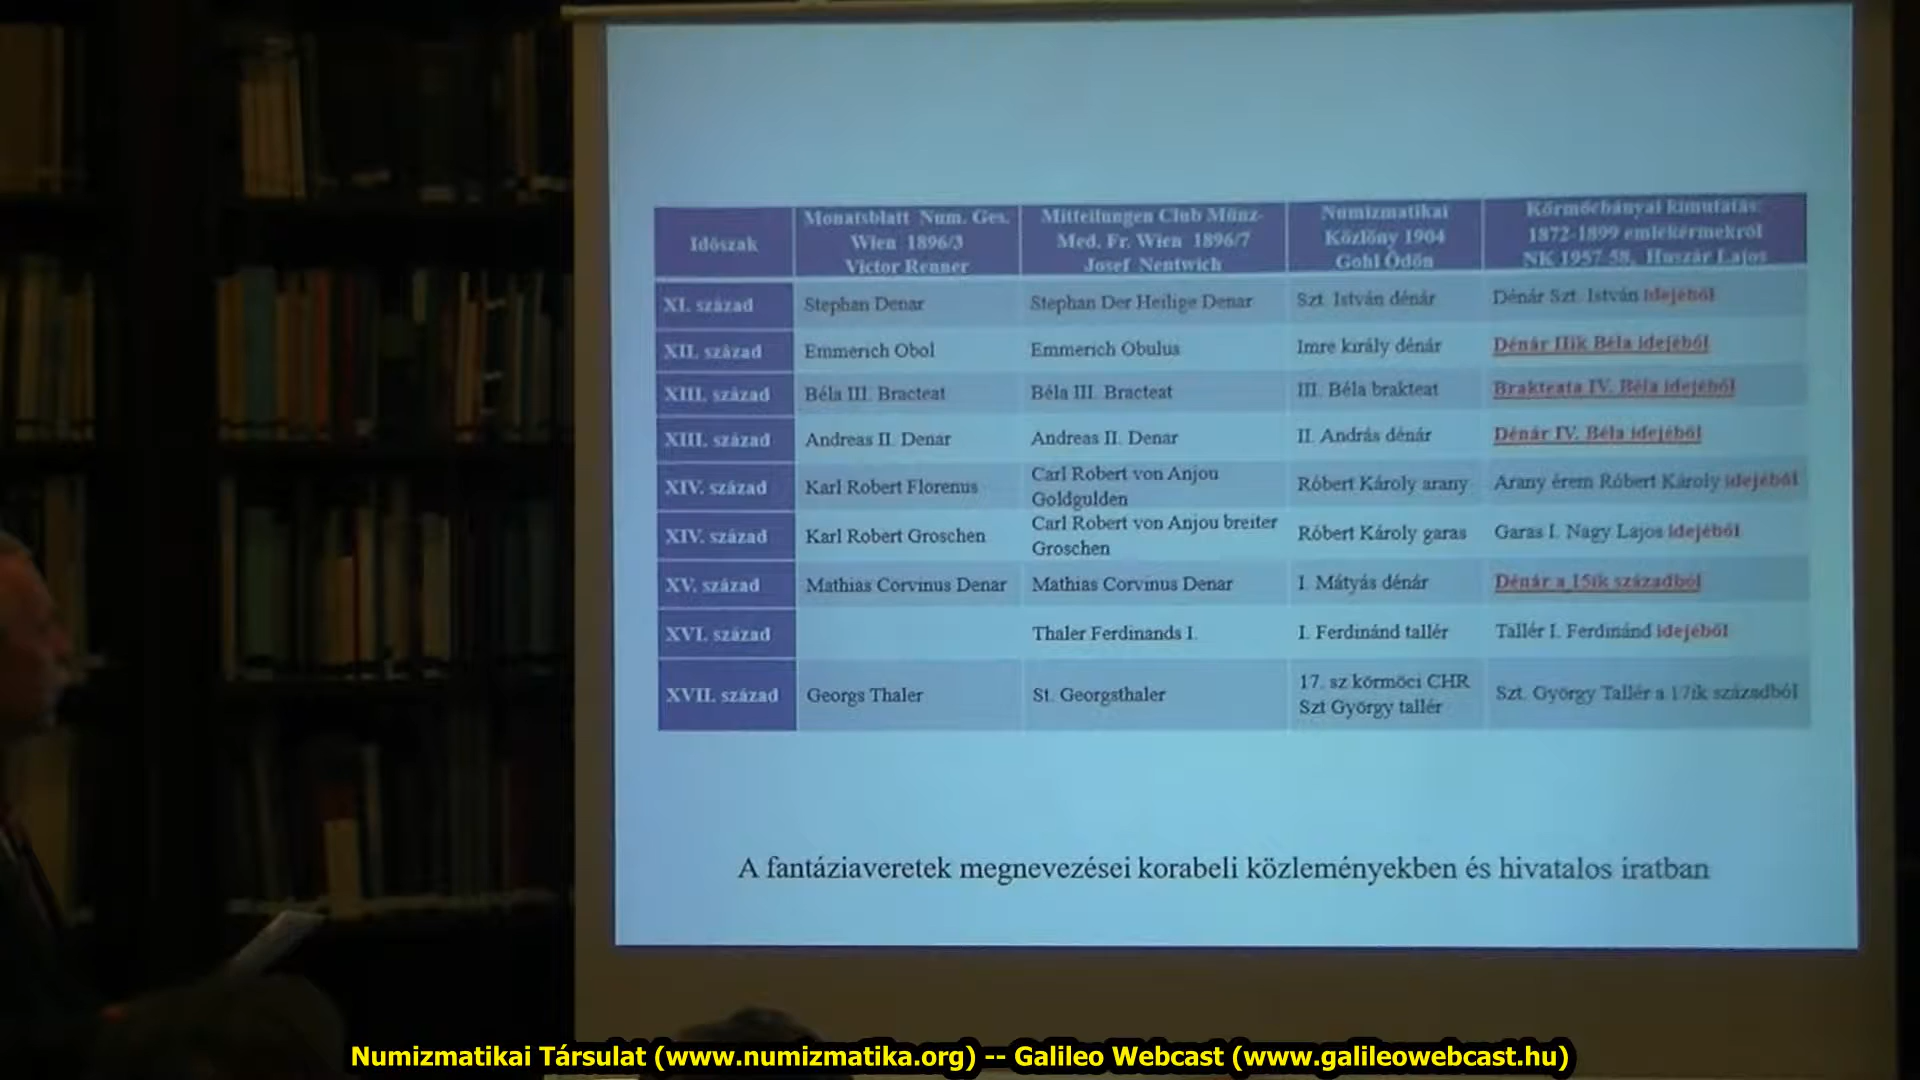 Időszak
Monatsblatt Num. Ges.
Wien 1896/3
Victor Renner
Mitteilungen Club Münz-
Med. Fr. Wien 1896/7
Josef Nentwich
Numizmatikai
Közlöny 1904
Gohl Ödön
Körmöcbányai kimutatás
1872-1899 emlékérmekről
NK 1957-58, Huszár Lajos
XI. század
Stephan Denar
Stephan Der Heilige Denar
Szt. István dénár
Dénár Szt. István idejéből
XII. század
Emmerich Obol
Emmerich Obulus
Imre király dénár
Dénár IIik Béla idejéből
XIII. század
Béla III. Bracteat
Béla III. Bracteat
III. Béla brakteat
Brakteata IV. Béla idejéből
XIII. század
Andreas II. Denar
Andreas II. Denar
II. András dénár
Dénár IV. Béla idejéből
XIV. század
Karl Robert Florenus
Carl Robert von Anjou
Goldgulden
Róbert Károly arany
Arany érem Róbert Károly idejéből
XIV. század
Karl Robert Groschen
Carl Robert von Anjou breiter
Groschen
Róbert Károly garas
Garas I. Nagy Lajos idejéből
XV. század
Mathias Corvinus Denar
Mathias Corvinus Denar
I. Mátyás dénár
Dénár a 15ik századból
XVI. század
Thaler Ferdinands I.
I. Ferdinánd tallér
Tallér I. Ferdinánd idejéből
XVII. század
Georgs Thaler
St. Georgsthaler
17. sz körmöci CHR
Szt György tallér
Szt. György Tallér a 17ik századból
A fantáziaveretek megnevezései korabeli közleményekben és hivatalos iratban
Numizmatikai Társulat (www.numizmatika.org) -- Galileo Webcast (www.galileowebcast.hu)